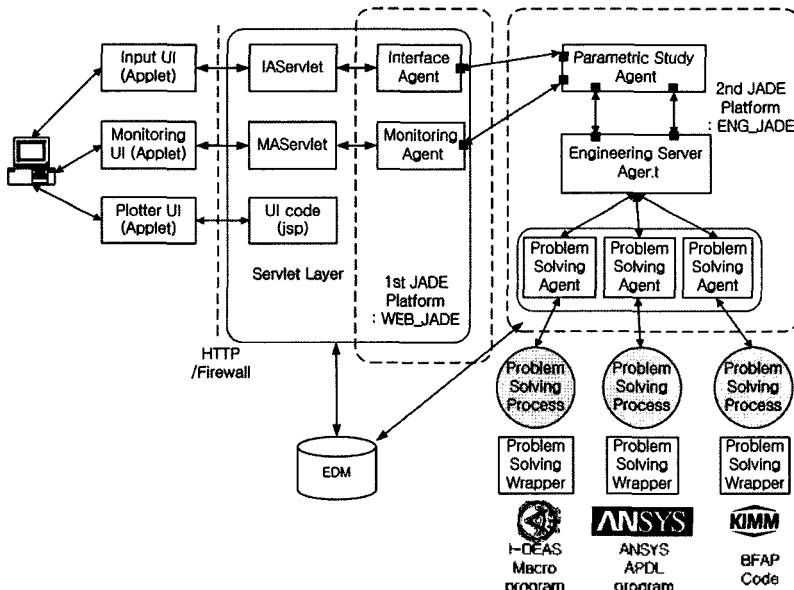 Input UI
(Applet)
IAServlet
Interface
Agent
Parametric Study
Agent
2nd JADE
Platform
: ENG_JADE
Monitoring
UI (Applet)
MAServlet
Monitoring
Agent
Engineering Server
Ager.t
Plotter UI
(Applet)
UI code
(jsp)
Servlet Layer
1st JADE
Platform
: WEB_JADE
Problem
Solving
Agent
Problem
Solving
Agent
Problem
Solving
Agent
HTTP
/Firewall
Problem
Solving
Process
Problem
Solving
Process
Problem
Solving
Process
EDM
Problem
Solving
Wrapper
Problem
Solving
Wrapper
Problem
Solving
Wrapper
ANSYS
KIMM
I-DEAS
Macro
program
ANSYS
APDL
program
BFAP
Code